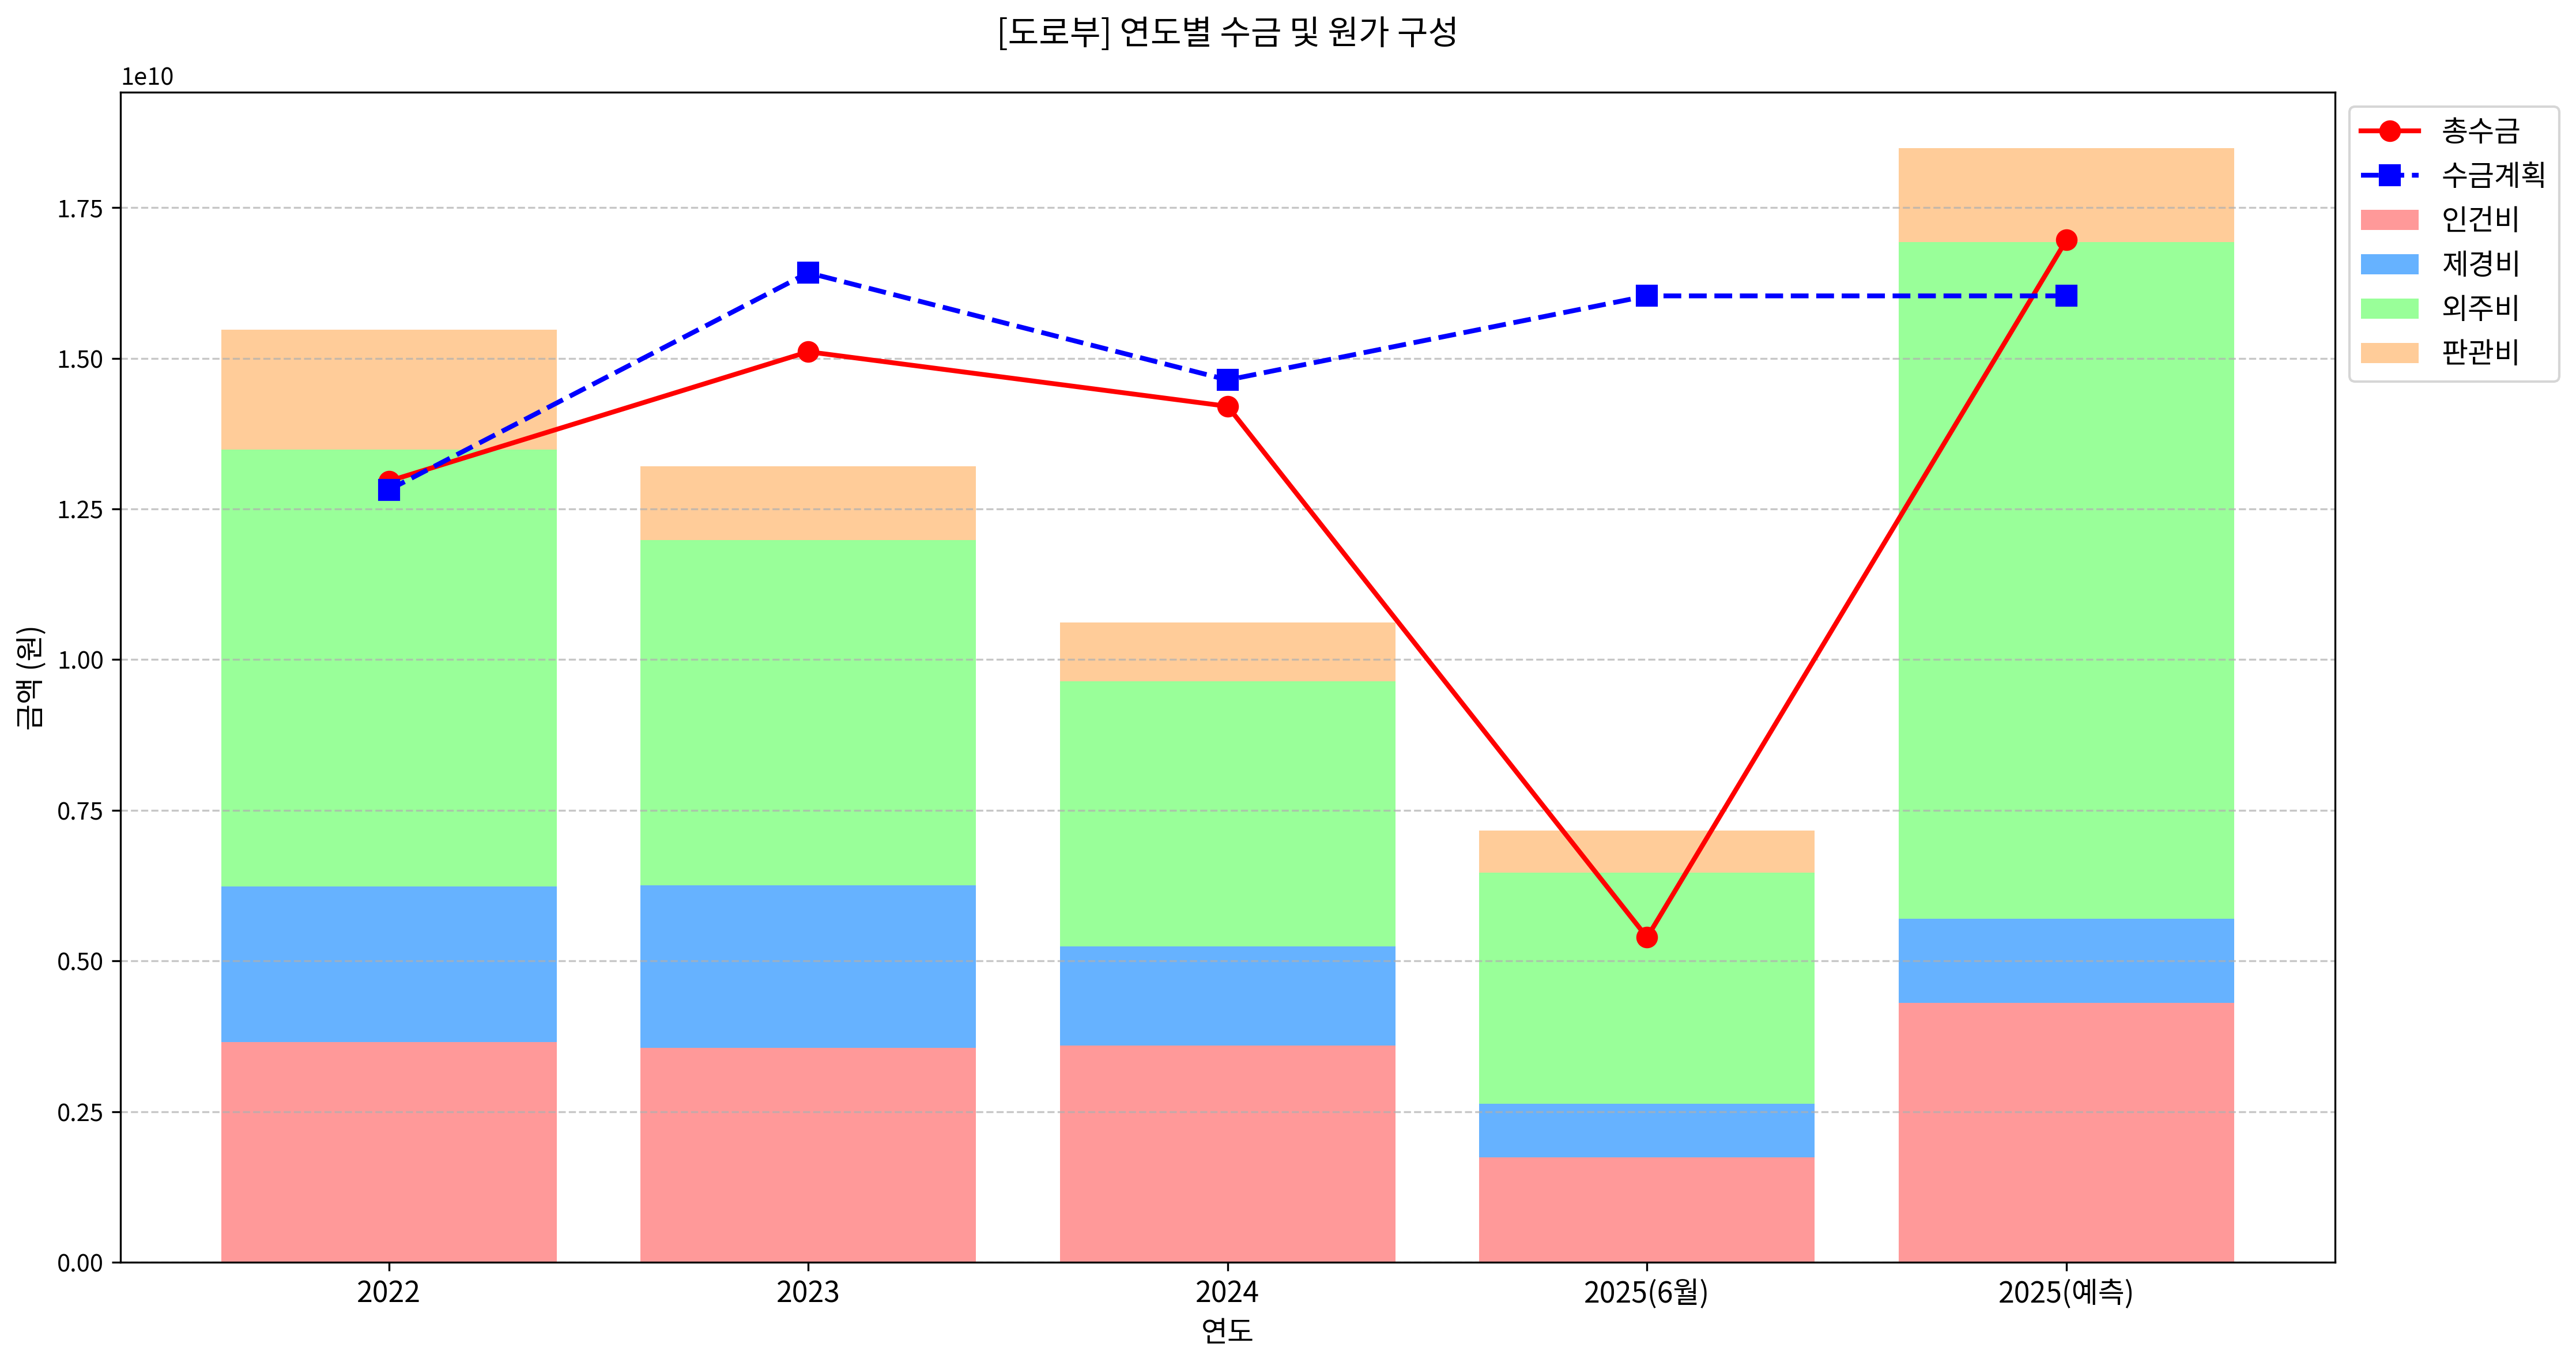 [도로부] 연도별 수금 및 원가 구성
1e10
총수금
수금계획
인건비
제경비
외주비
판관비
1.75
1.50
1.25
1.00
0.75
0.50
0.25
0.00
금액 (원)
2022 2023 2024 2025(6월) 2025(예측)
연도